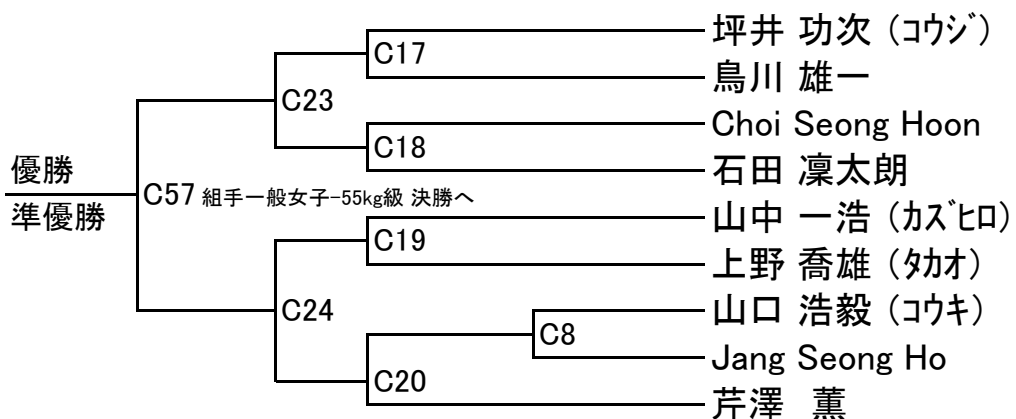 坪井 功次 (コウジ)
C17
鳥川 雄一
C23
Choi Seong Hoon
C18
石田 凜太朗
優勝
C57 組手一般女子-55kg級 決勝へ
準優勝
山中 一浩 (カズヒロ)
C19
上野 喬雄 (タカオ)
C24
山口 浩毅 (コウキ)
C8
Jang Seong Ho
C20
芹澤 薫